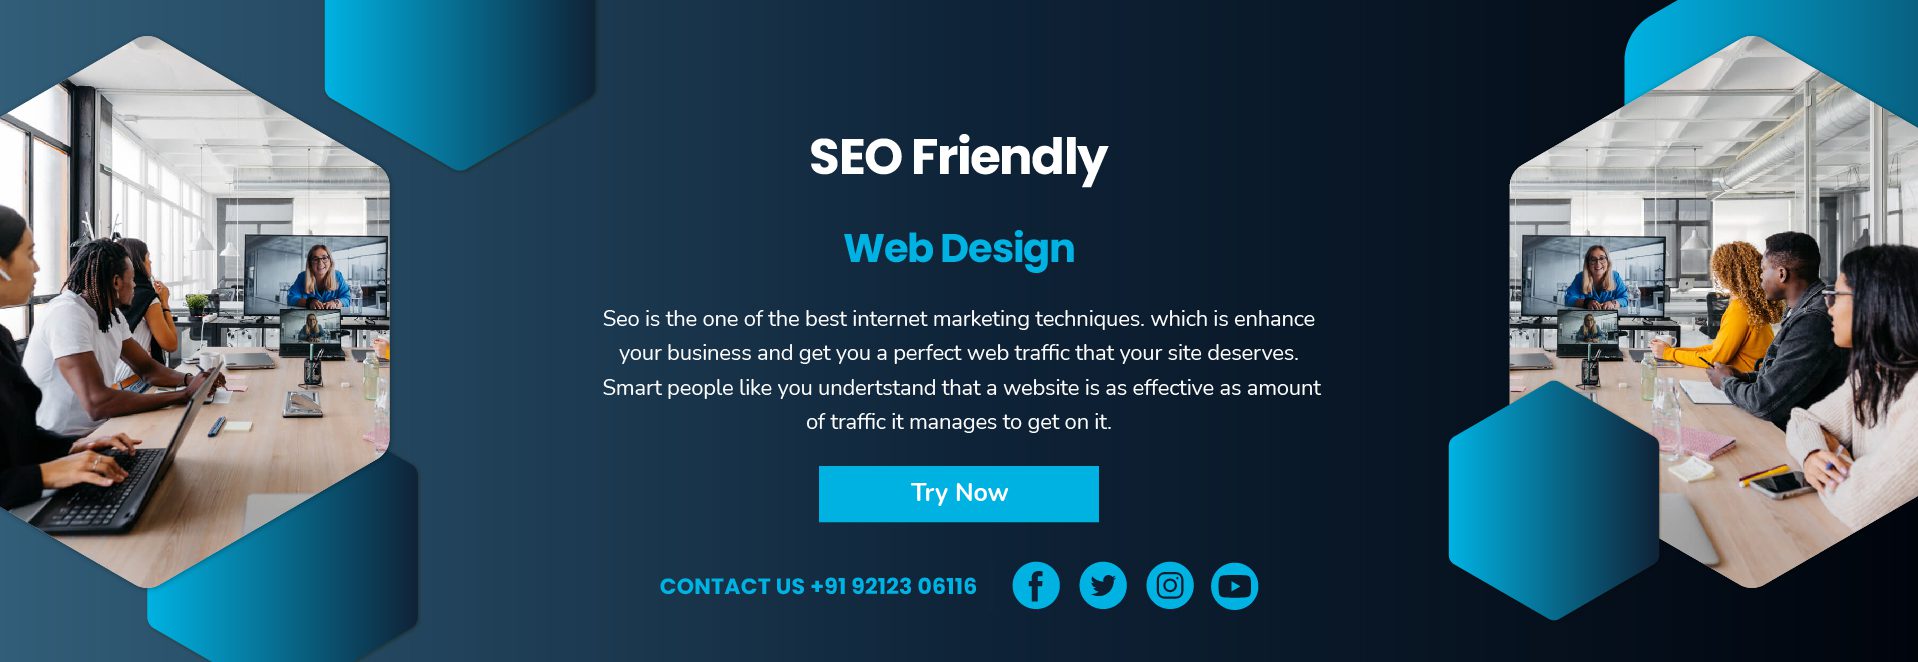 SEO Friendly
Web Design
Seo is the one of the best internet marketing techniques. which is enhance
your business and get you a perfect web traffic that your site deserves.
Smart people like you undertstand that a website is as effective as amount
of traffic it manages to get on it.
Try Now
CONTACT US +91 92123 06116